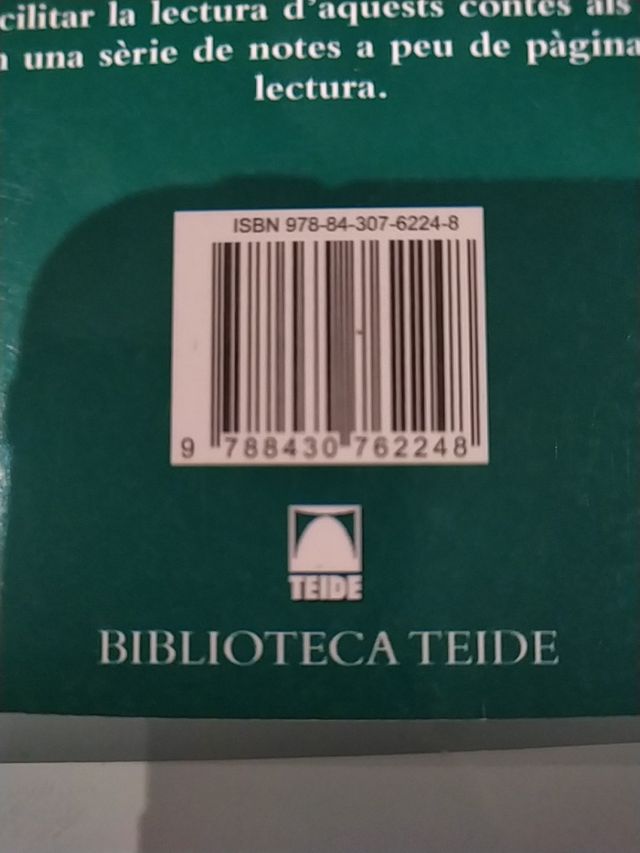 cilitar la lectura d'aquests contes als
una sèrie de notes a peu de pàgina
lectura.
ISBN 978-84-307-6224-8
9 788430 762248
TEIDE
BIBLIOTECA TEIDE